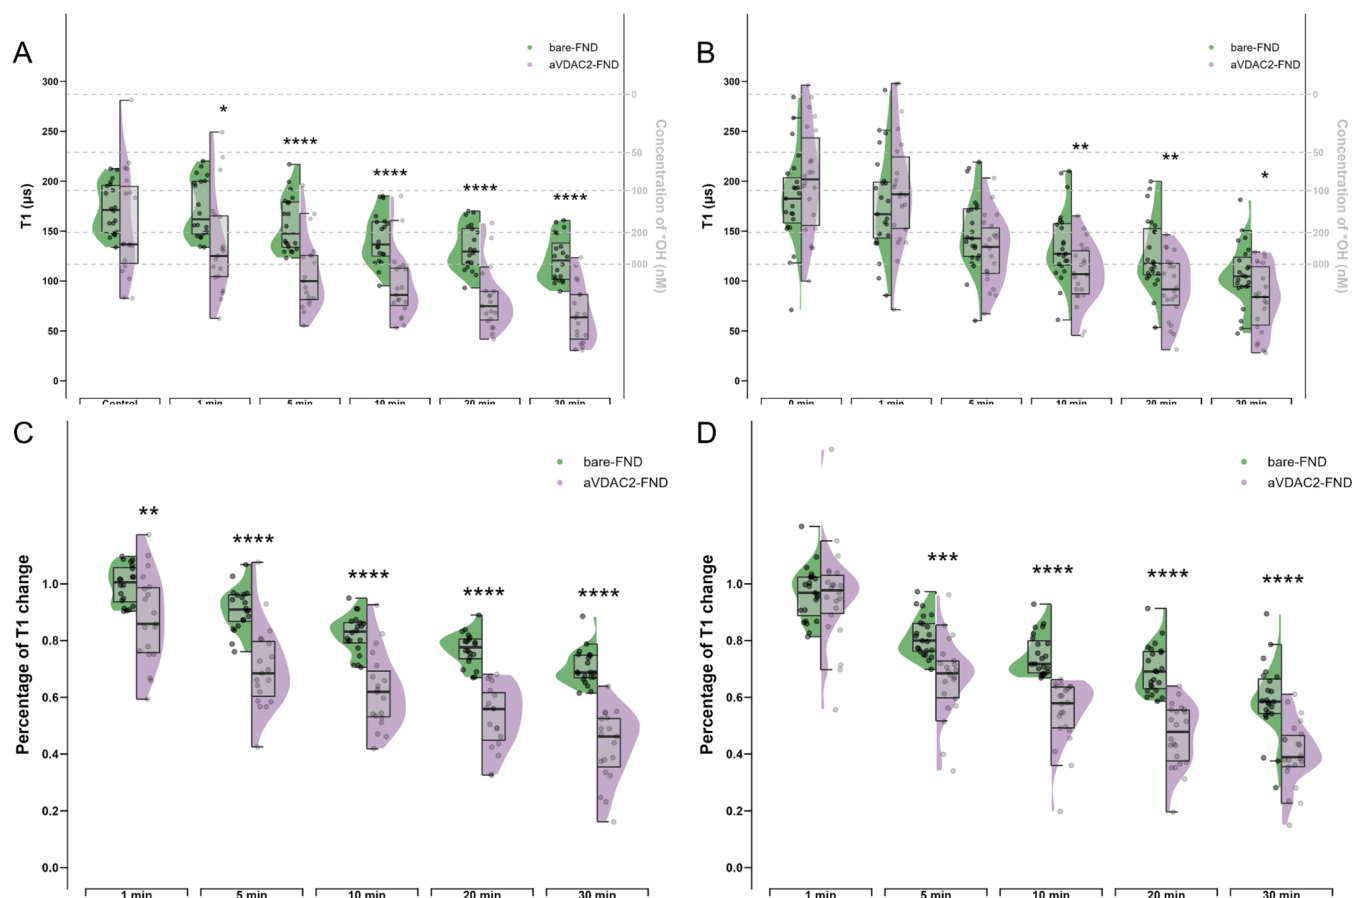 A
bare-FND
aVDAC2-FND
T1 (µs)
300
250
200
150
100
50
0
0
50
100
200
800
Concentration of *OH (nM)
*
****
****
****
****
Control
1 min
5 min
10 min
20 min
30 min
B
bare-FND
aVDAC2-FND
T1 (µs)
300
250
200
150
100
50
0
0
50
100
200
800
Concentration of *OH (nM)
**
**
*
0 min
1 min
5 min
10 min
20 min
30 min
C
bare-FND
aVDAC2-FND
Percentage of T1 change
1.0
0.8
0.6
0.4
0.2
0.0
**
****
****
****
****
1 min
5 min
10 min
20 min
30 min
D
bare-FND
aVDAC2-FND
Percentage of T1 change
1.0
0.8
0.6
0.4
0.2
0.0
***
****
****
****
1 min
5 min
10 min
20 min
30 min